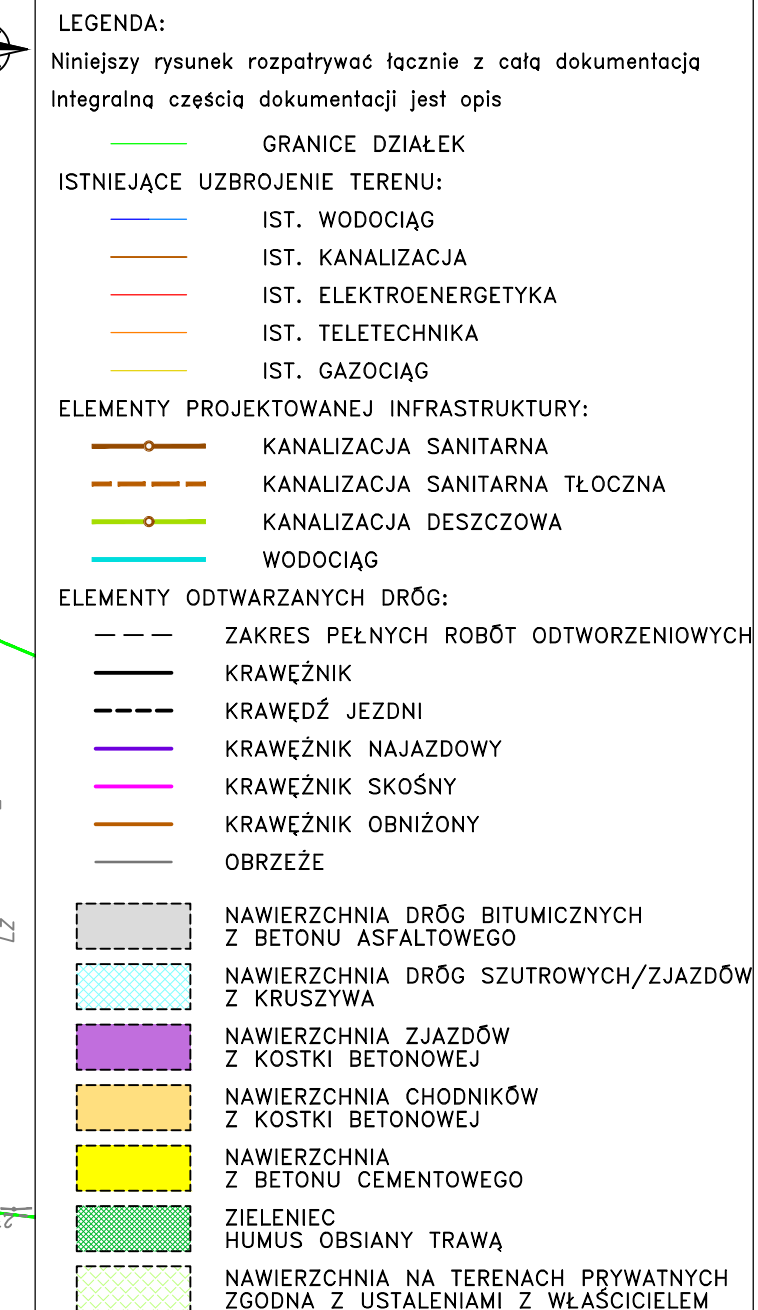 LEGENDA:
Niniejszy rysunek rozpatrywać łącznie z całą dokumentacją
Integralną częścią dokumentacji jest opis
GRANICE DZIAŁEK
ISTNIEJĄCE UZBROJENIE TERENU:
IST. WODOCIĄG
IST. KANALIZACJA
IST. ELEKTROENERGETYKA
IST. TELETECHNIKA
IST. GAZOCIĄG
ELEMENTY PROJEKTOWANEJ INFRASTRUKTURY:
KANALIZACJA SANITARNA
KANALIZACJA SANITARNA TŁOCZNA
KANALIZACJA DESZCZOWA
WODOCIĄG
ELEMENTY ODTWARZANYCH DRÓG:
ZAKRES PEŁNYCH ROBÓT ODTWORZENIOWYCH
KRAWĘŻNIK
KRAWĘDŹ JEZDNI
KRAWĘŻNIK NAJAZDOWY
KRAWĘŻNIK SKOŚNY
KRAWĘŻNIK OBNIŻONY
OBRZEŻE
NAWIERZCHNIA DRÓG BITUMICZNYCH
Z BETONU ASFALTOWEGO
NAWIERZCHNIA DRÓG SZUTROWYCH/ZJAZDÓW
Z KRUSZYWA
NAWIERZCHNIA ZJAZDÓW
Z KOSTKI BETONOWEJ
NAWIERZCHNIA CHODNIKÓW
Z KOSTKI BETONOWEJ
NAWIERZCHNIA
Z BETONU CEMENTOWEGO
ZIELENIEC
HUMUS OBSIANY TRAWĄ
NAWIERZCHNIA NA TERENACH PRYWATNYCH
ZGODNA Z USTALENIAMI Z WŁAŚCICIELEM